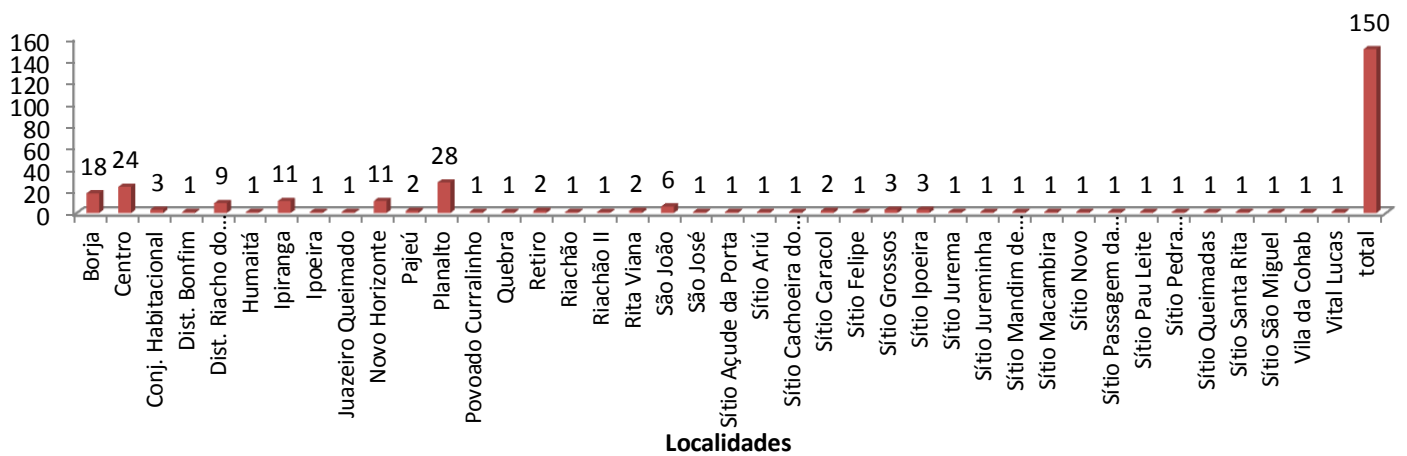 150
160
140
120
100
80
60
40
20
0
18 24 3 1 9 1 11 1 1 11 2 28 1 1 2 1 1 2 6 1 1 1 1 2 1 3 3 1 1 1 1 1 1 1 1 1 1 1 1 1
Borja
Centro
Conj. Habitacional
Dist. Bonfim
Dist. Riacho do…
Humaitá
Ipiranga
Ipoeira
Juazeiro Queimado
Novo Horizonte
Pajeú
Planalto
Povoado Curralinho
Quebra
Retiro
Riachão
Riachão II
Rita Viana
São João
São José
Sítio Açude da Porta
Sítio Ariú
Sítio Cachoeira do…
Sítio Caracol
Sítio Felipe
Sítio Grossos
Sítio Ipoeira
Sítio Jurema
Sítio Jureminha
Sítio Mandim de…
Sítio Macambira
Sítio Novo
Sítio Passagem da…
Sítio Pau Leite
Sítio Pedra…
Sítio Queimadas
Sítio Santa Rita
Sítio São Miguel
Vila da Cohab
Vital Lucas
total
Localidades